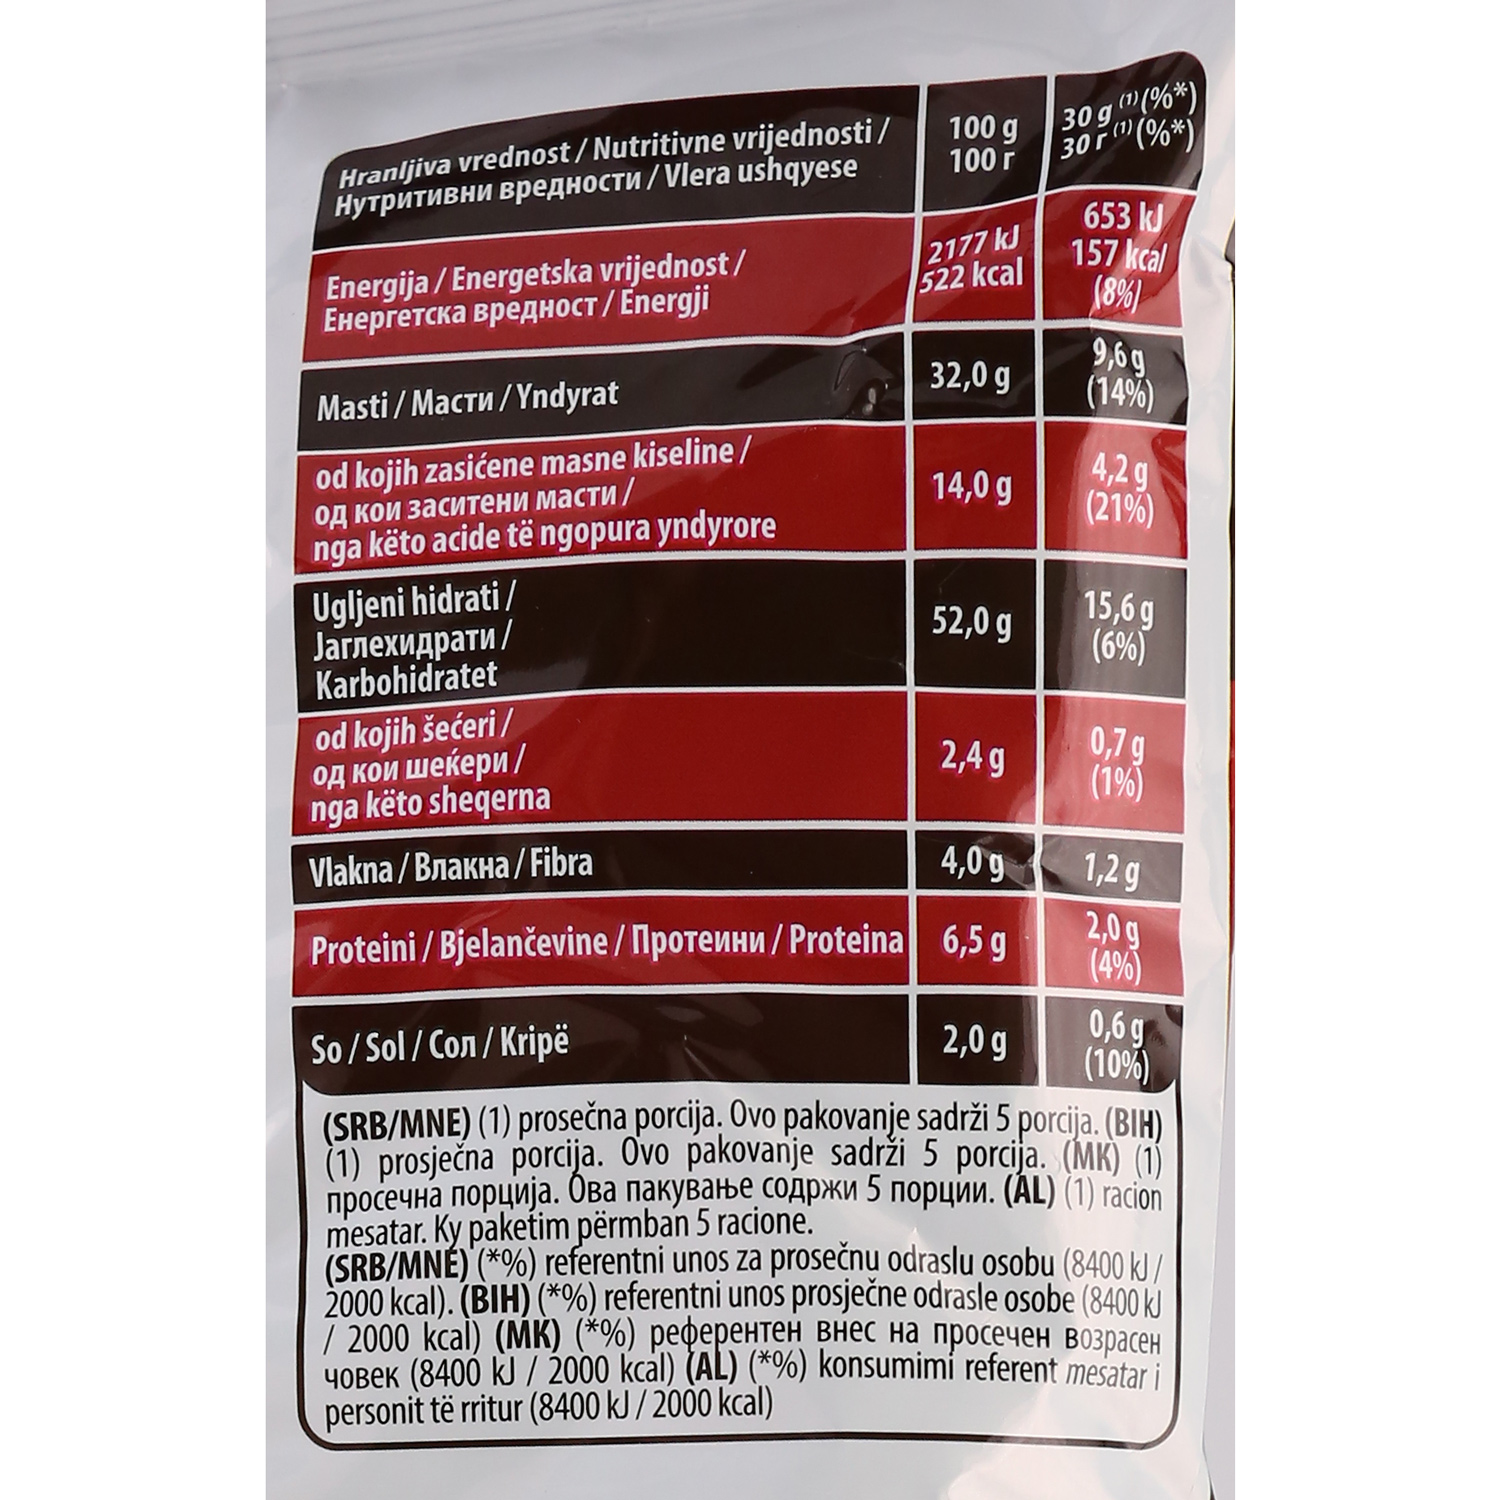 Hranljiva vrednost / Nutritivne vrijednosti /
Нутритивни вредности / Vlera ushqyese
100 g
100 г
30 g (1)(%*)
30 г (1)(%*)
Energija / Energetska vrijednost /
Енергетска вредност / Energji
2177 kJ
522 kcal
653 kJ
157 kcal
(8%)
Masti / Масти / Yndyrat
32,0 g
9,6 g
(14%)
od kojih zasićene masne kiseline /
од кои заситени масти /
nga këto acide të ngopura yndyrore
14,0 g
4,2 g
(21%)
Ugljeni hidrati /
Јаглехидрати /
Karbohidratet
52,0 g
15,6 g
(6%)
od kojih šećeri /
од кои шеќери /
nga këto sheqerna
2,4 g
0,7 g
(1%)
Vlakna / Влакна / Fibra
4,0 g
1,2 g
Proteini / Bjelančevine / Протеини / Proteina
6,5 g
2,0 g
(4%)
So / Sol / Сол / Kripë
2,0 g
0,6 g
(10%)
(SRB/MNE) (1) prosečna porcija. Ovo pakovanje sadrži 5 porcija. (BIH)
(1) prosječna porcija. Ovo pakovanje sadrži 5 porcija. (MK) (1)
просечна порција. Ова пакување содржи 5 порции. (AL) (1) racion
mesatar. Ky paketim përmban 5 racione.
(SRB/MNE) (*%) referentni unos za prosečnu odraslu osobu (8400 kJ /
2000 kcal). (BIH) (*%) referentni unos prosječne odrasle osobe (8400 kJ
/ 2000 kcal) (MK) (*%) референтен внес на просечен возрасен
човек (8400 kJ / 2000 kcal) (AL) (*%) konsumimi referent mesatar i
personit të rritur (8400 kJ / 2000 kcal)